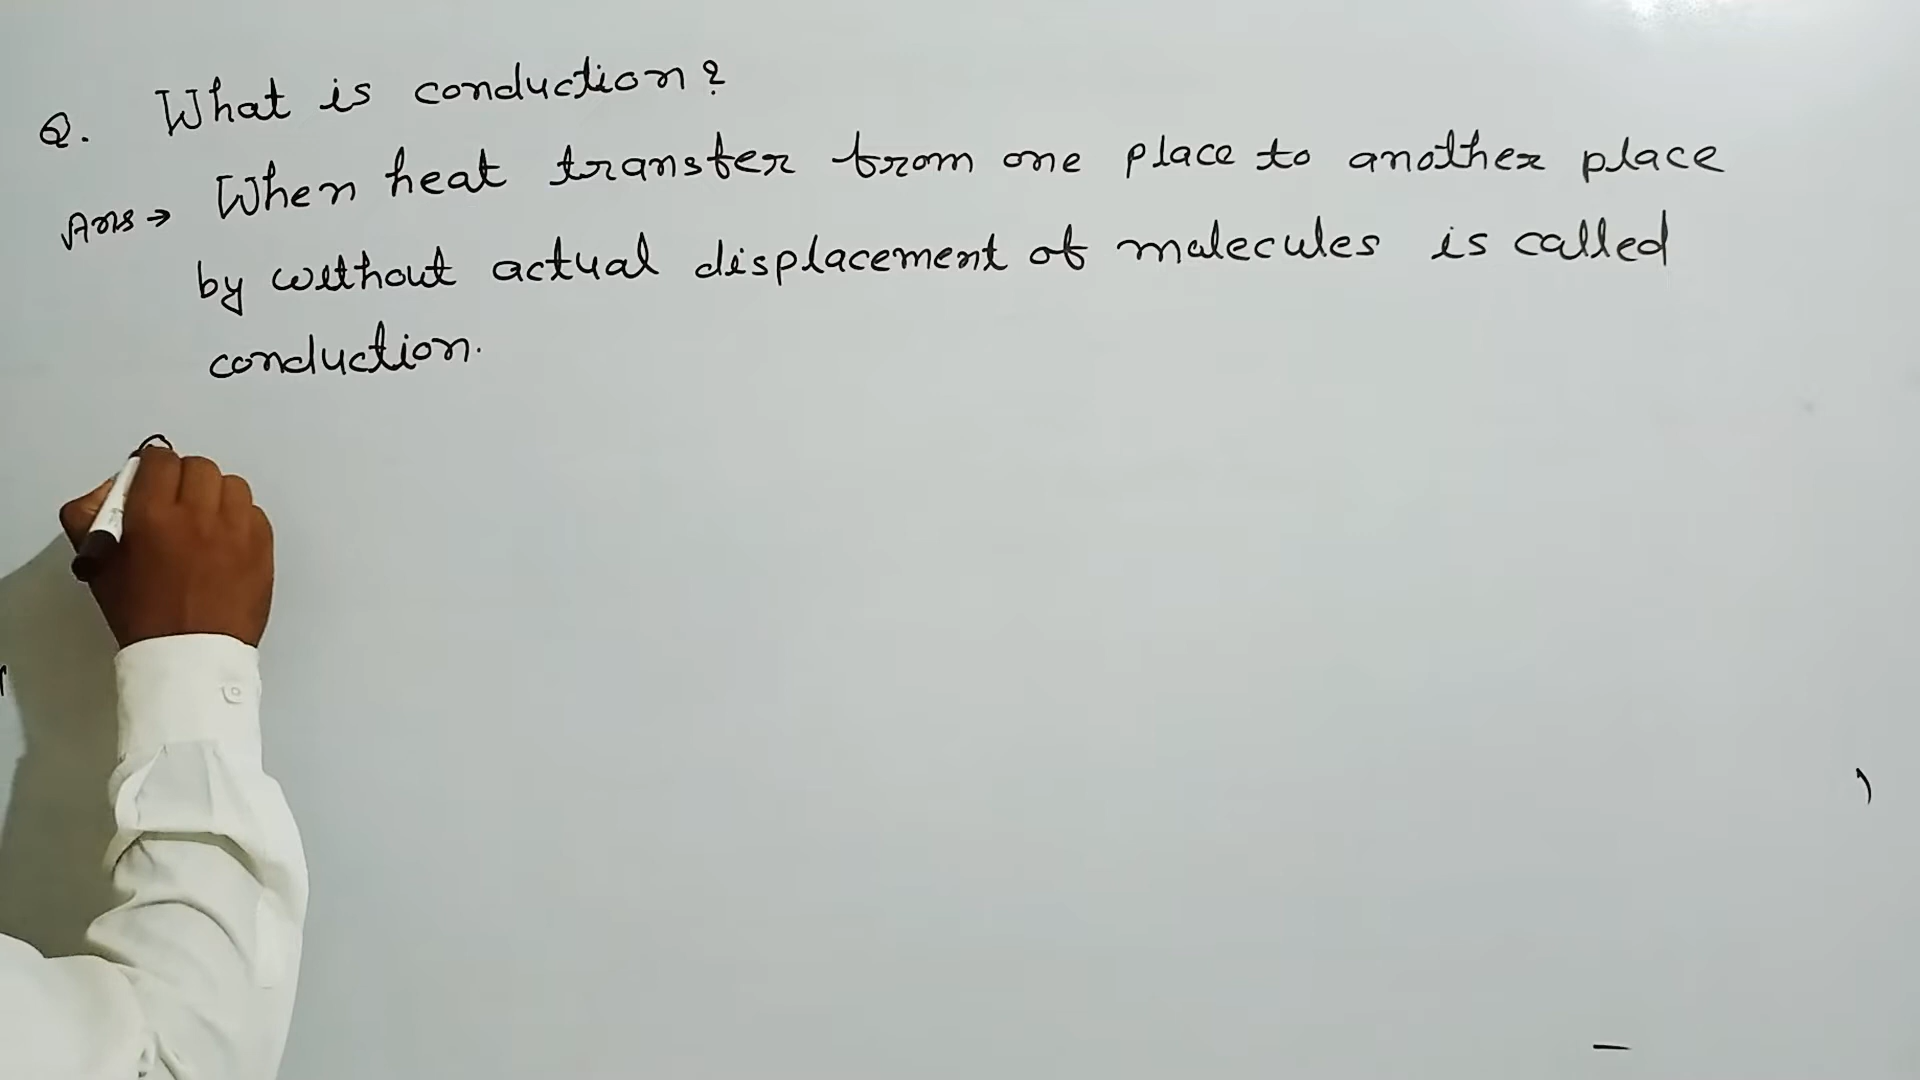 Q. What is conduction?
Ans → When heat transfer from one place to another place
by without actual displacement of molecules is called
conduction.